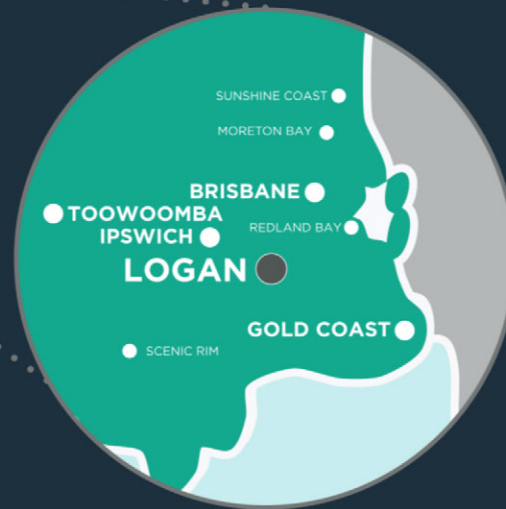 SUNSHINE COAST
MORETON BAY
BRISBANE
TOOWOOMBA
IPSWICH
REDLAND BAY
LOGAN
GOLD COAST
SCENIC RIM